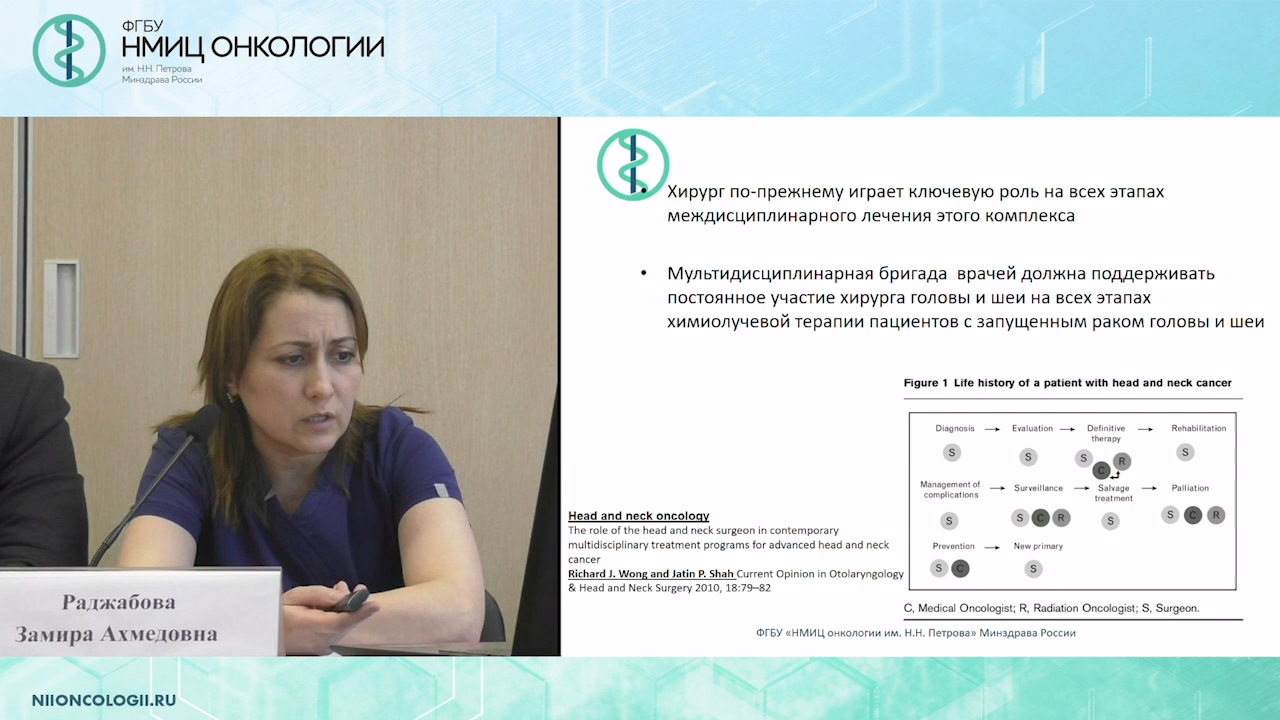 ФГБУ
НМИЦ ОНКОЛОГИИ
им. Н.Н. Петрова
Минздрава России
Раджабова
Замира Ахмедовна
• Хирург по-прежнему играет ключевую роль на всех этапах
междисциплинарного лечения этого комплекса
• Мультидисциплинарная бригада врачей должна поддерживать
постоянное участие хирурга головы и шеи на всех этапах
химиолучевой терапии пациентов с запущенным раком головы и шеи
Figure 1 Life history of a patient with head and neck cancer
Diagnosis → Evaluation → Definitive therapy → Rehabilitation
S S S C R S
Management of complications → Surveillance → Salvage treatment → Palliation
S S C R S S C R
Prevention → New primary
S C S
C, Medical Oncologist; R, Radiation Oncologist; S, Surgeon.
Head and neck oncology
The role of the head and neck surgeon in contemporary
multidisciplinary treatment programs for advanced head and neck
cancer
Richard J. Wong and Jatin P. Shah Current Opinion in Otolaryngology
& Head and Neck Surgery 2010, 18:79–82
ФГБУ «НМИЦ онкологии им. Н.Н. Петрова» Минздрава России
NIIONCOLOGII.RU